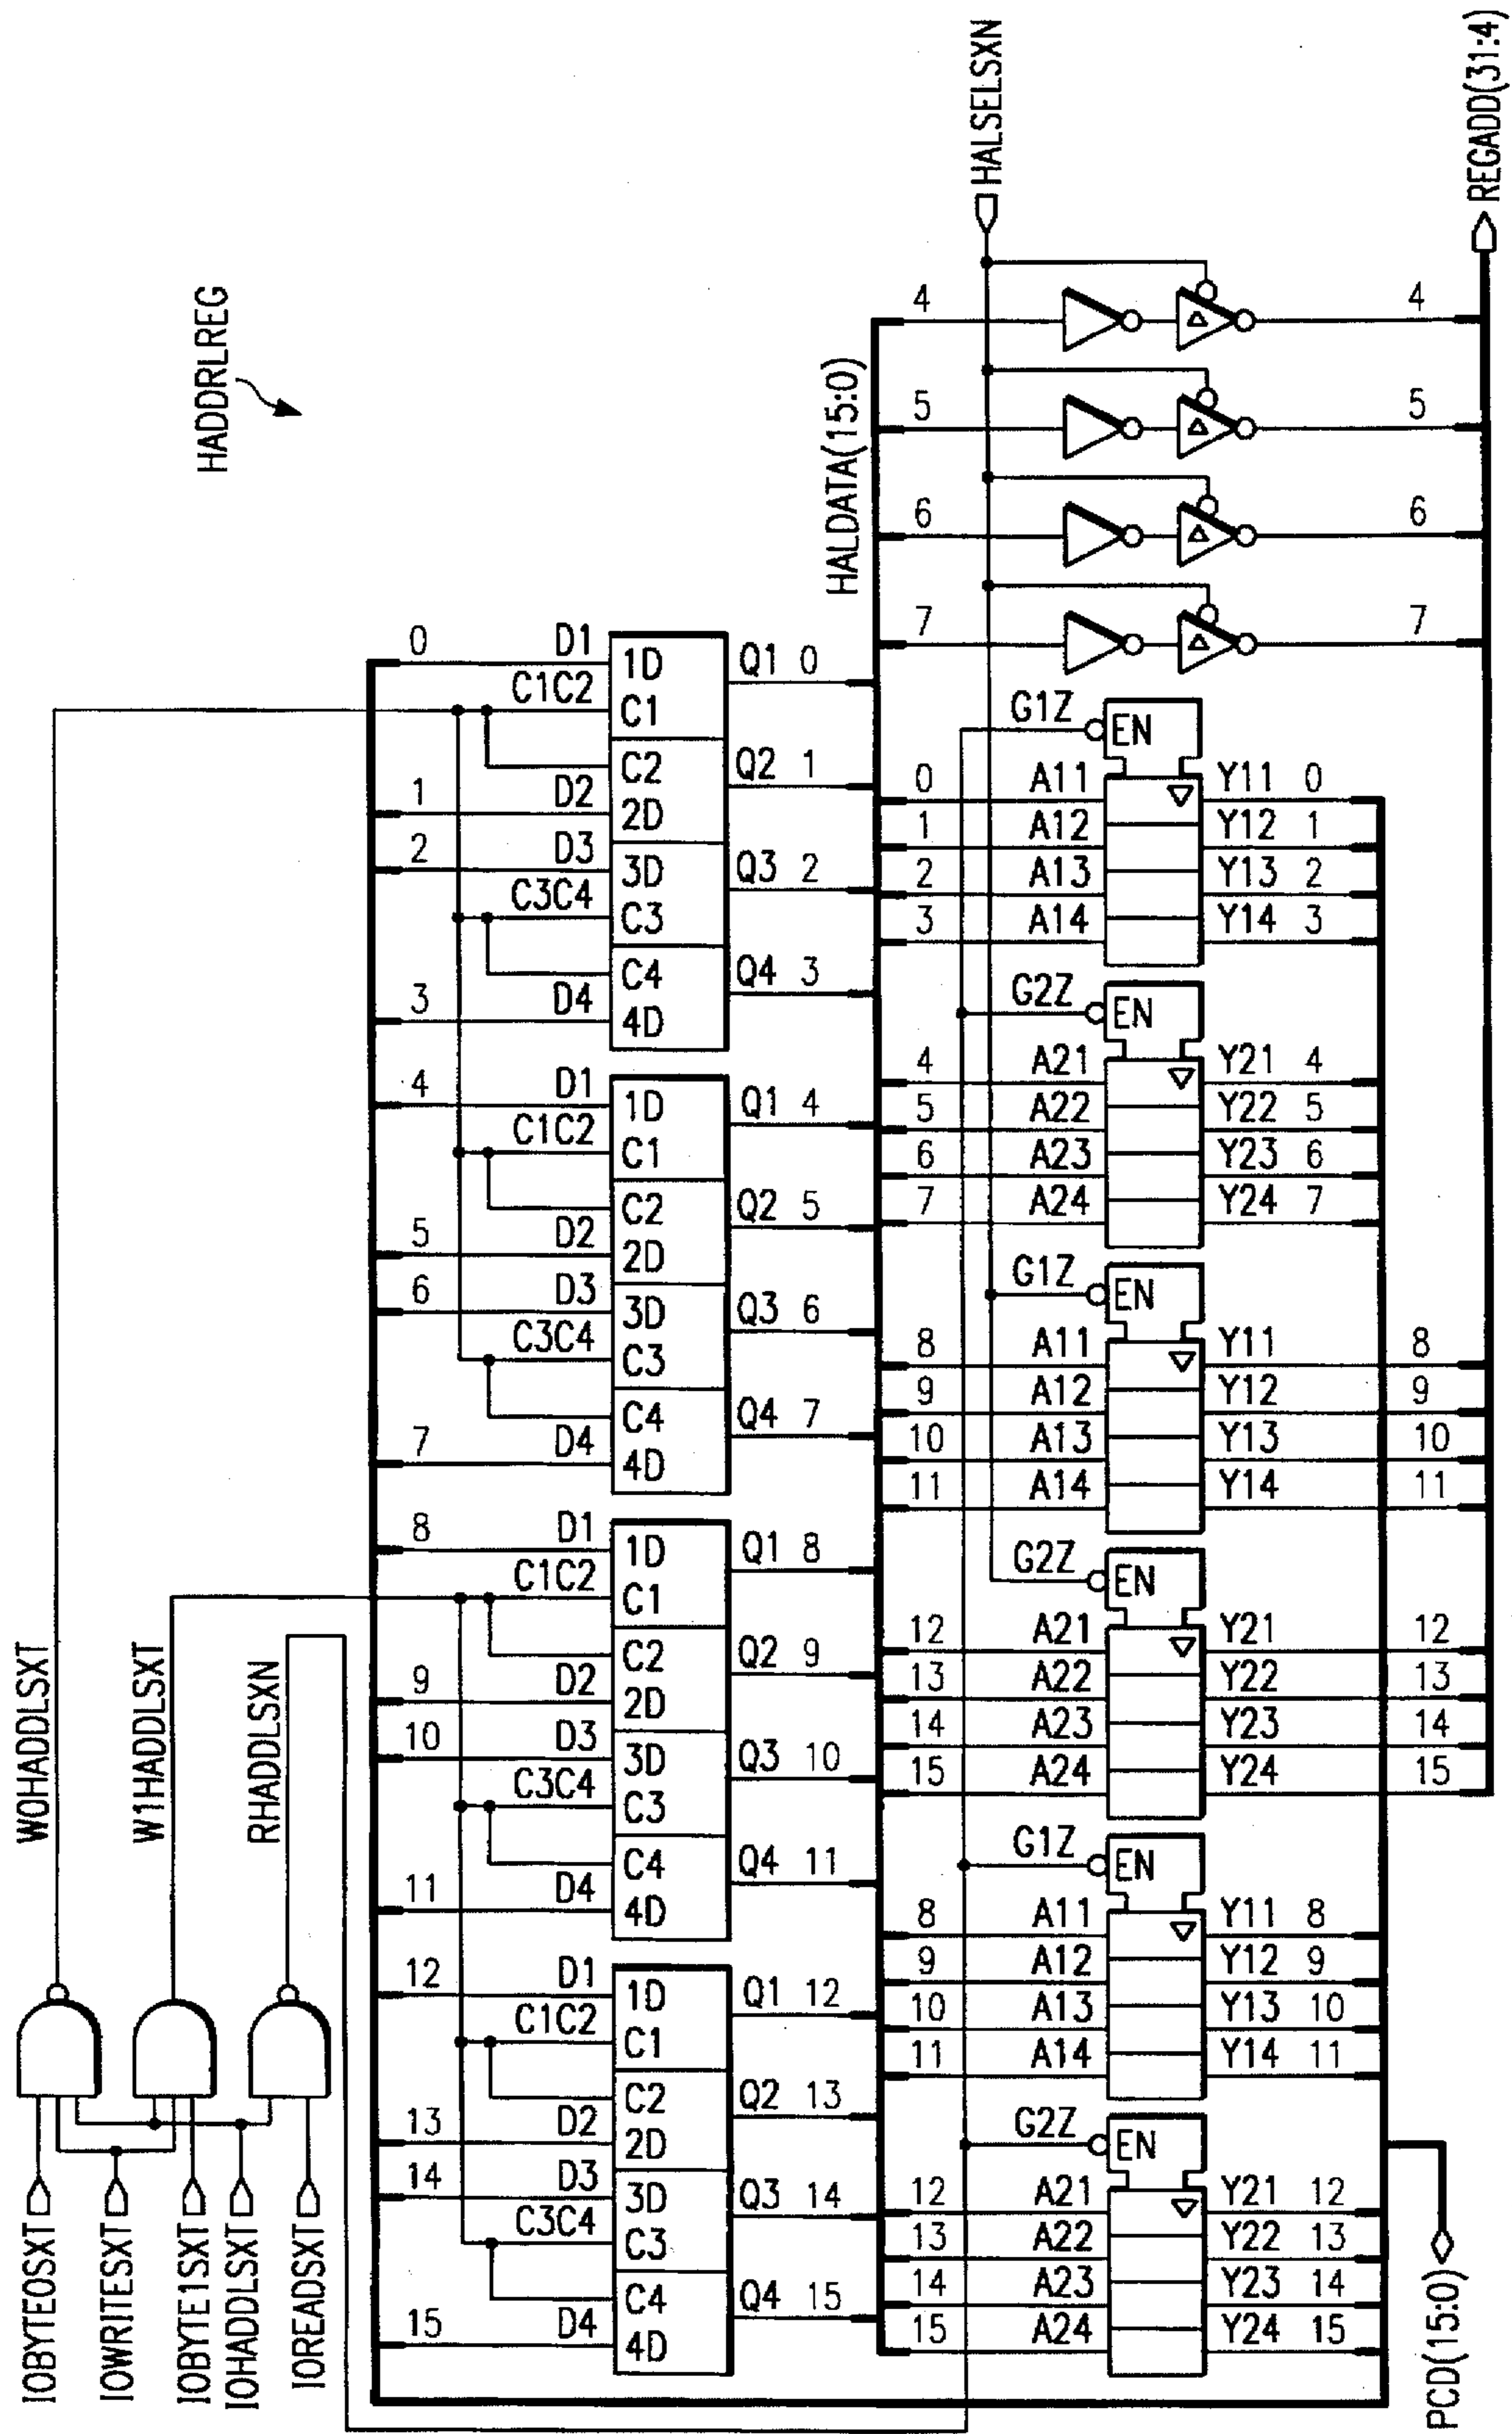 HADDRLREG
IOBYTE0SXT
IOWRITESXT
IOBYTE1SXT
IOHADDLSXT
IOREADSXT
W0HADDLSXT
W1HADDLSXT
RHADDLSXN
0 D1 1D Q1 0
C1C2 C1
C2 Q2 1
1 D2 2D
2 D3 3D Q3 2
C3C4 C3
C4 Q4 3
3 D4 4D
4 D1 1D Q1 4
C1C2 C1
C2 Q2 5
5 D2 2D
6 D3 3D Q3 6
C3C4 C3
C4 Q4 7
7 D4 4D
8 D1 1D Q1 8
C1C2 C1
C2 Q2 9
9 D2 2D
10 D3 3D Q3 10
C3C4 C3
C4 Q4 11
11 D4 4D
12 D1 1D Q1 12
C1C2 C1
C2 Q2 13
13 D2 2D
14 D3 3D Q3 14
C3C4 C3
C4 Q4 15
15 D4 4D
HALDATA(15:0)
HALSELSXN
4 4
5 5
6 6
7 7
G1Z EN
0 A11 Y11 0
1 A12 Y12 1
2 A13 Y13 2
3 A14 Y14 3
G2Z EN
4 A21 Y21 4
5 A22 Y22 5
6 A23 Y23 6
7 A24 Y24 7
G1Z EN
8 A11 Y11 8
9 A12 Y12 9
10 A13 Y13 10
11 A14 Y14 11
G2Z EN
12 A21 Y21 12
13 A22 Y22 13
14 A23 Y23 14
15 A24 Y24 15
G1Z EN
8 A11 Y11 8
9 A12 Y12 9
10 A13 Y13 10
11 A14 Y14 11
G2Z EN
12 A21 Y21 12
13 A22 Y22 13
14 A23 Y23 14
15 A24 Y24 15
REGADD(31:4)
PCD(15:0)